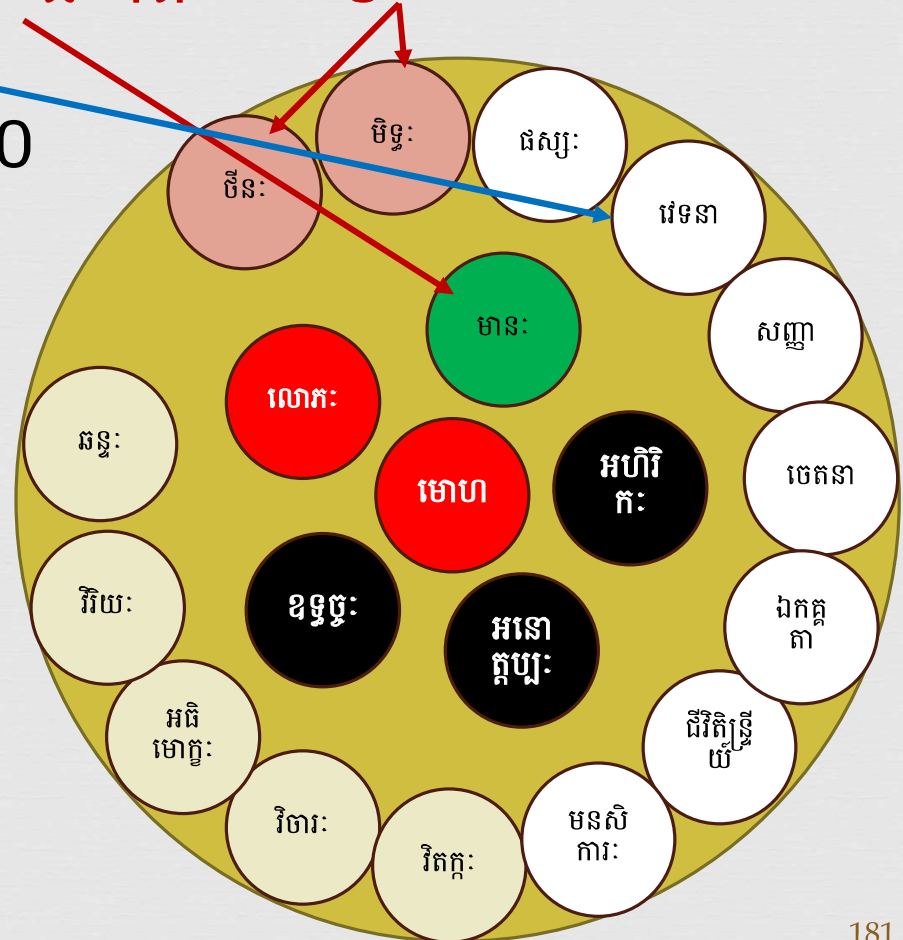 ០
មិទ្ធៈ
ផស្សៈ
ថីនៈ
វេទនា
មានៈ
សញ្ញា
លោភៈ
ឆន្ទៈ
អហិរិ
កៈ
ចេតនា
មោហ
វិរិយៈ
ឧទ្ធច្ចៈ
អនោ
ត្តប្បៈ
ឯកគ្គ
តា
អធិ
មោក្ខៈ
ជីវិតិន្ទ្រី
យ៍
វិចារៈ
មនសិ
ការៈ
វិតក្កៈ
181